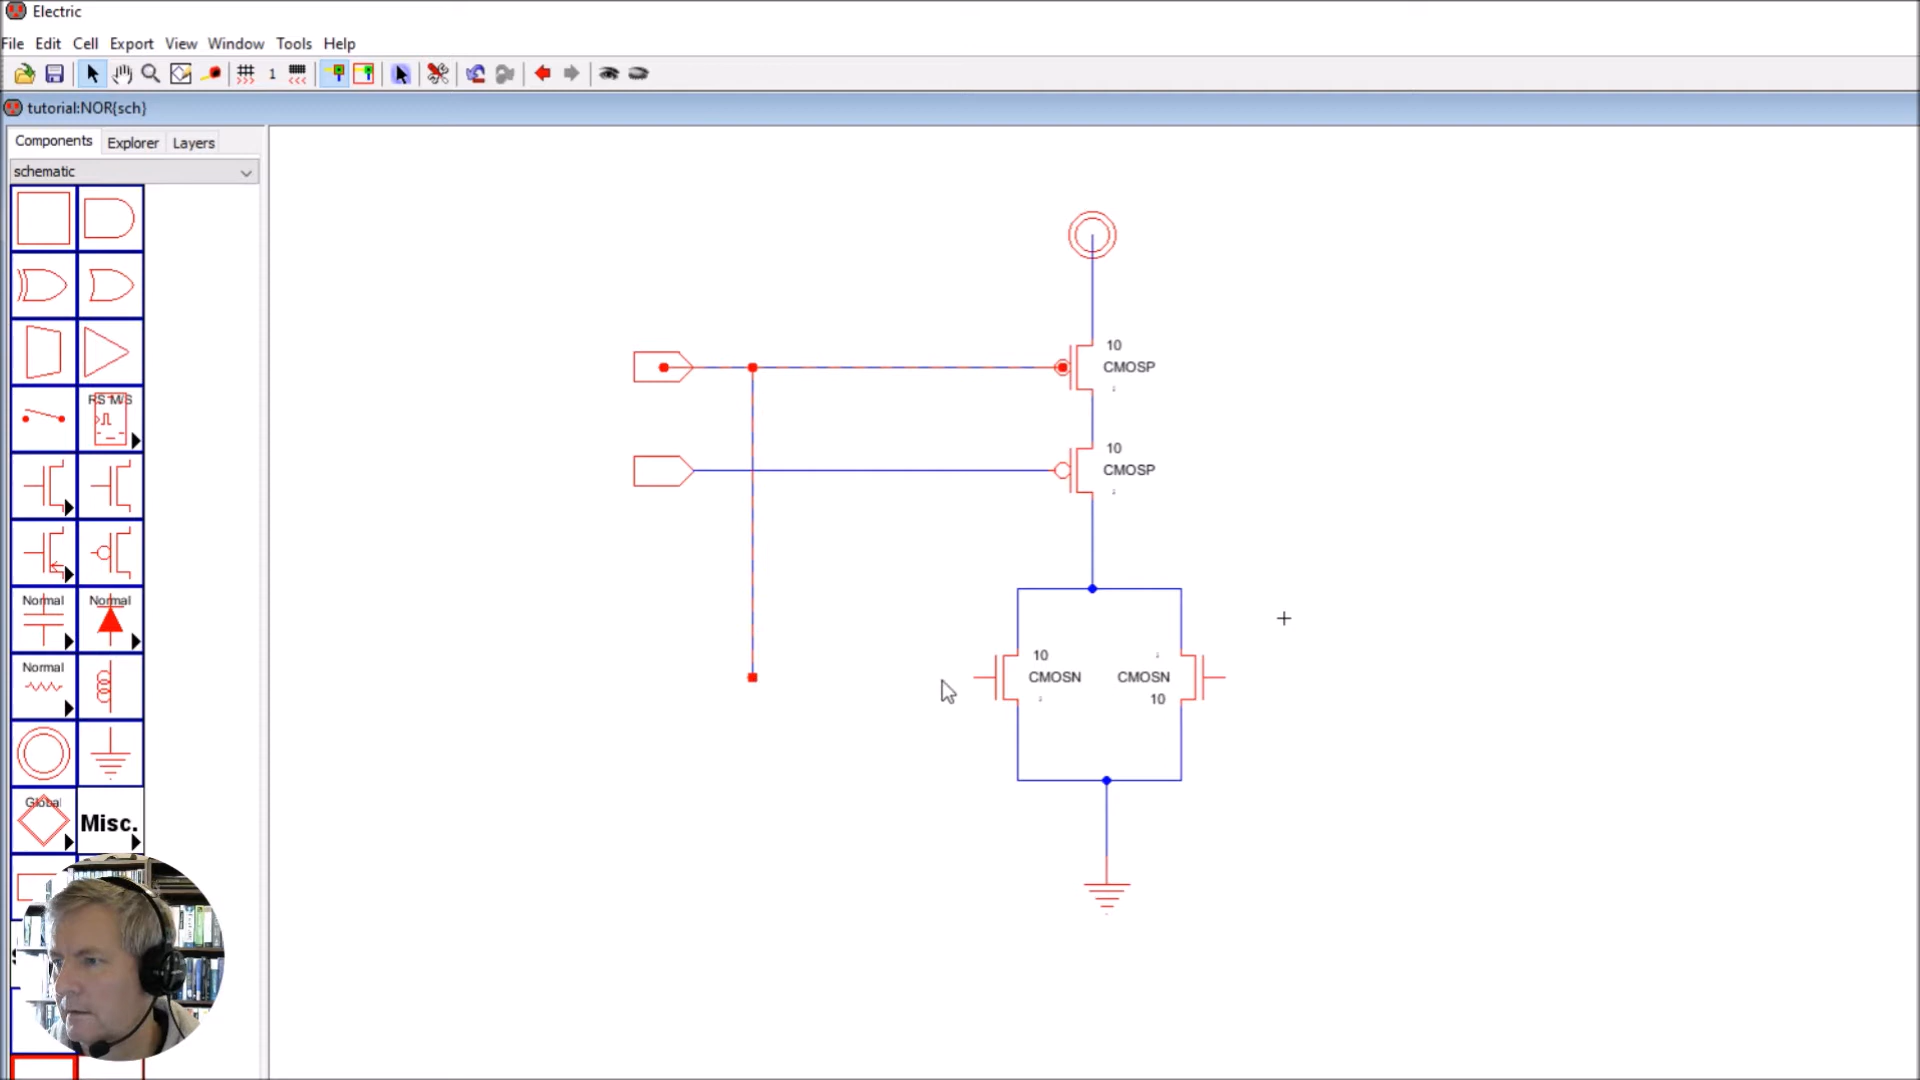 Electric
File Edit Cell Export View Window Tools Help
1
tutorial:NOR{sch}
Components Explorer Layers
schematic
RS M/S
Normal Normal
Normal
Global
Misc.
10
CMOSP
10
CMOSP
10
CMOSN CMOSN
10